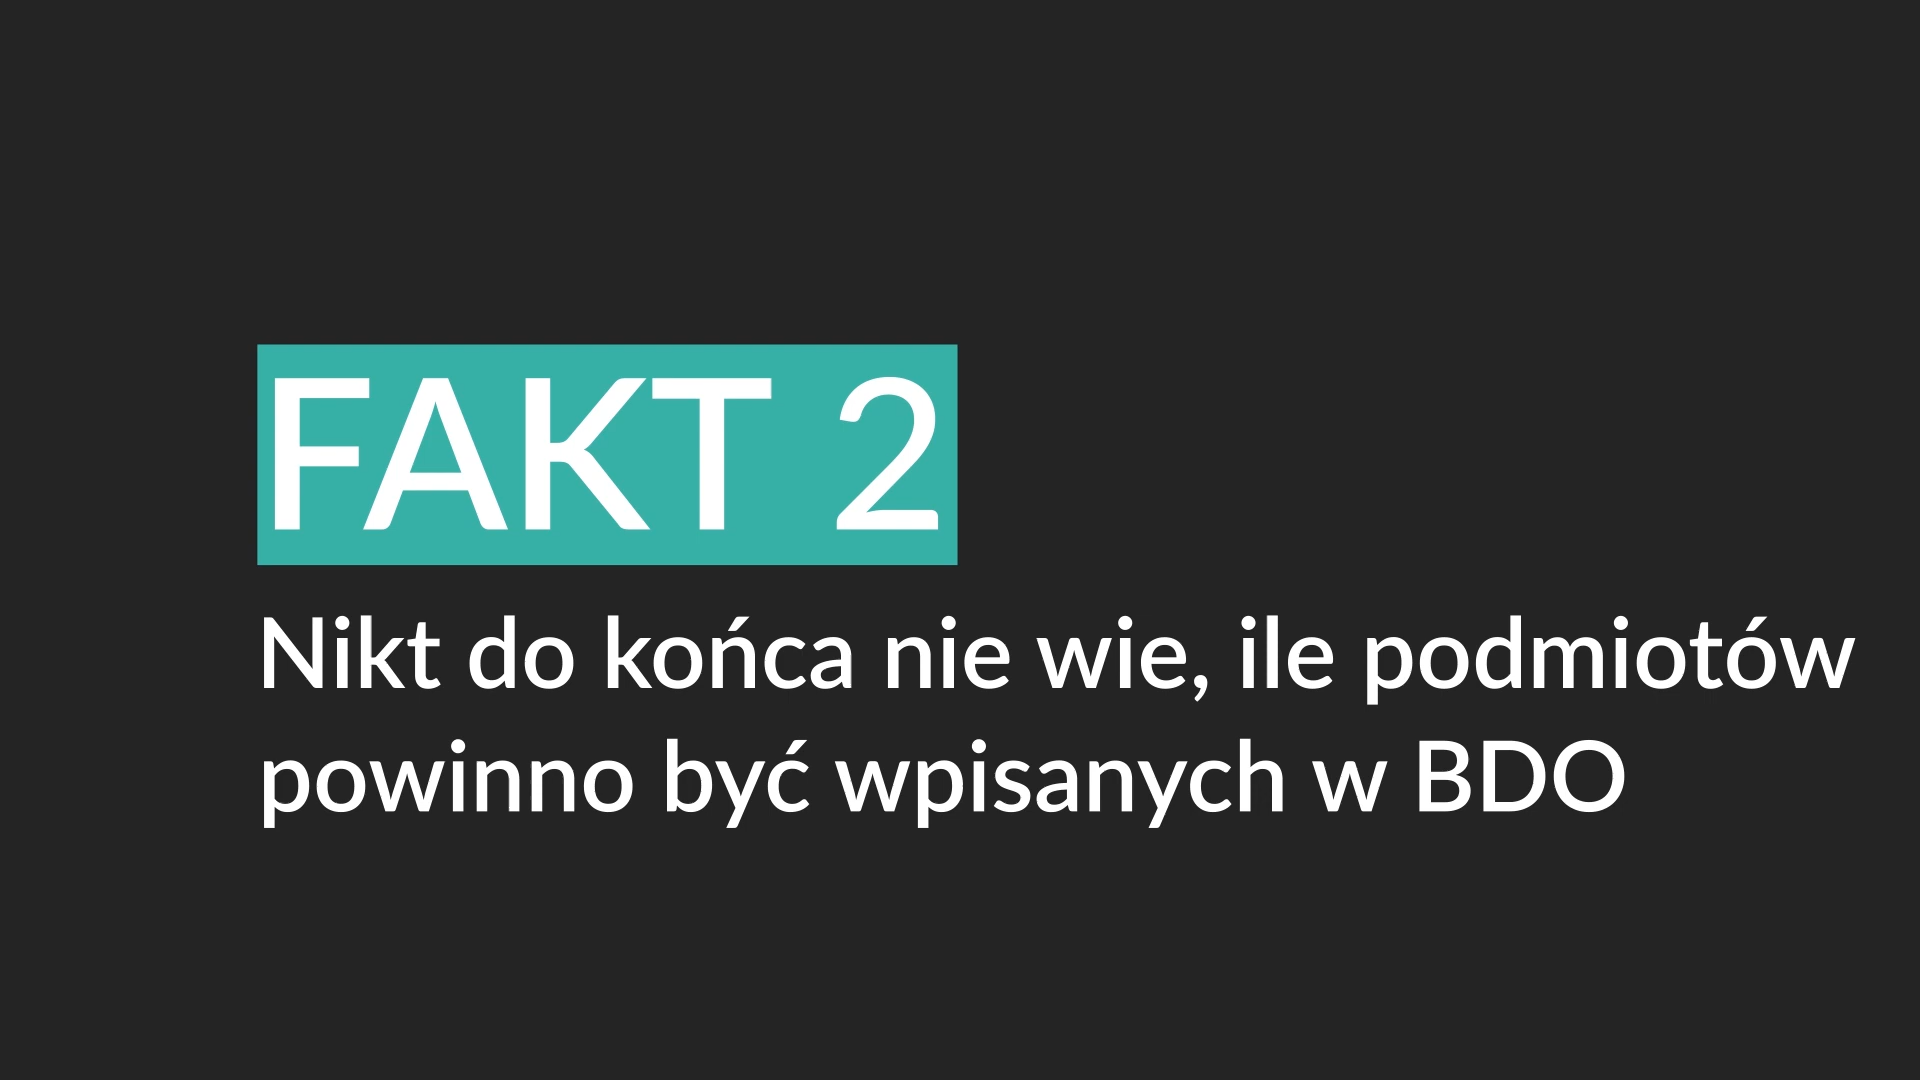 FAKT 2
Nikt do końca nie wie, ile podmiotów
powinno być wpisanych w BDO